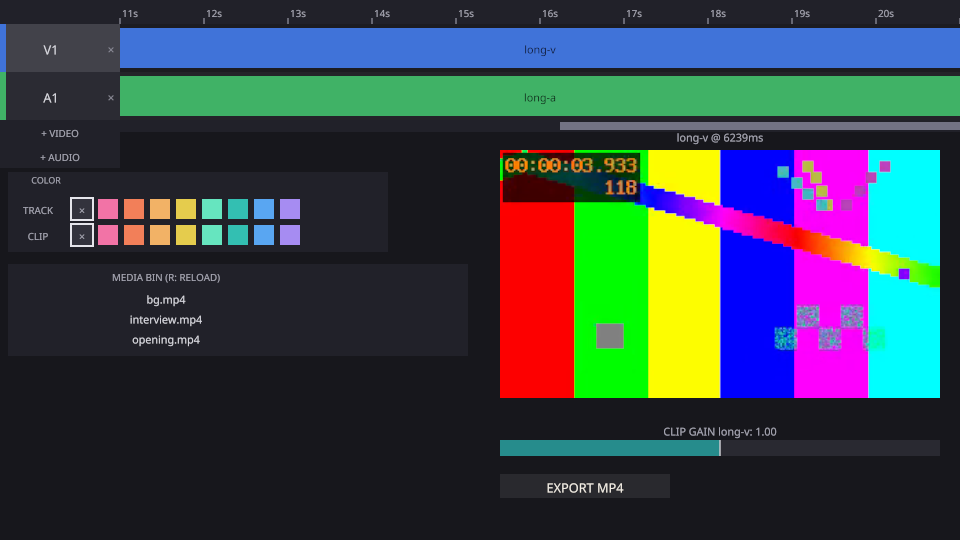 11s 12s 13s 14s 15s 16s 17s 18s 19s 20s
V1 × long-v
A1 × long-a
+ VIDEO
+ AUDIO
long-v @ 6239ms
00:00:03.933
118
COLOR
TRACK ×
CLIP ×
MEDIA BIN (R: RELOAD)
bg.mp4
interview.mp4
opening.mp4
CLIP GAIN long-v: 1.00
EXPORT MP4